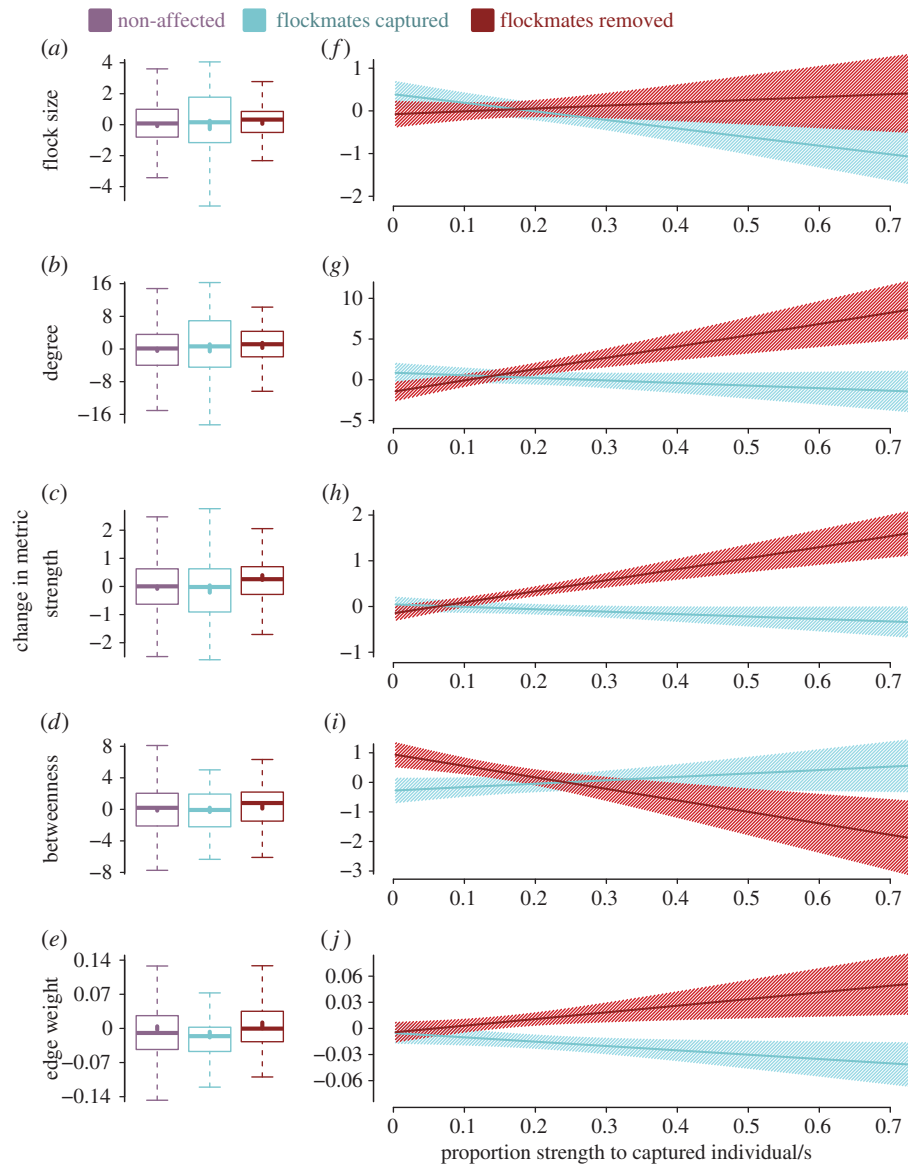 non-affected flockmates captured flockmates removed
(a) (f)
flock size
4
2
0
−2
−4
1
0
−1
−2
0 0.1 0.2 0.3 0.4 0.5 0.6 0.7
(b) (g)
degree
16
8
0
−8
−16
10
5
0
−5
0 0.1 0.2 0.3 0.4 0.5 0.6 0.7
(c) (h)
change in metric
strength
2
1
0
−1
−2
2
1
0
−1
0 0.1 0.2 0.3 0.4 0.5 0.6 0.7
(d) (i)
betweenness
8
4
0
−4
−8
1
0
−1
−2
−3
0 0.1 0.2 0.3 0.4 0.5 0.6 0.7
(e) (j)
edge weight
0.14
0.07
0
−0.07
−0.14
0.06
0.03
0
−0.03
−0.06
0 0.1 0.2 0.3 0.4 0.5 0.6 0.7
proportion strength to captured individual/s